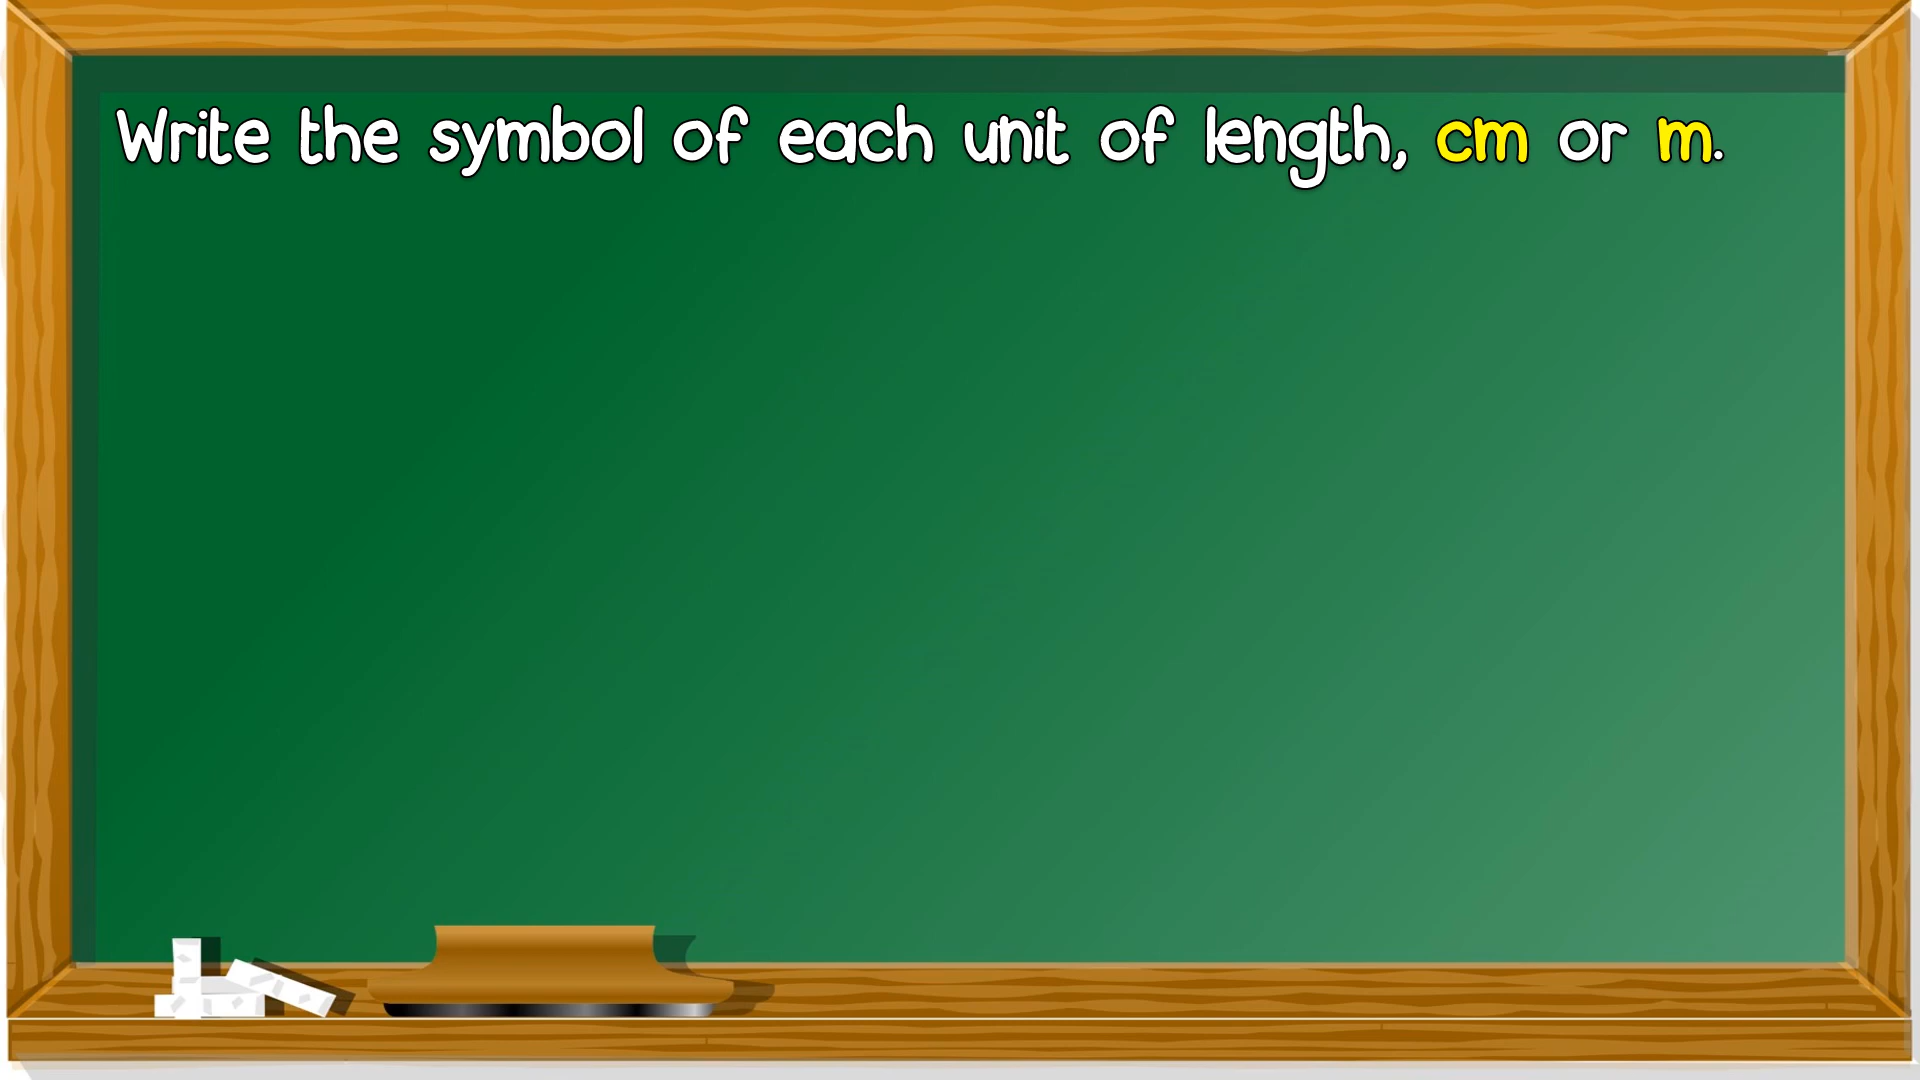 Write the symbol of each unit of length, cm or m.